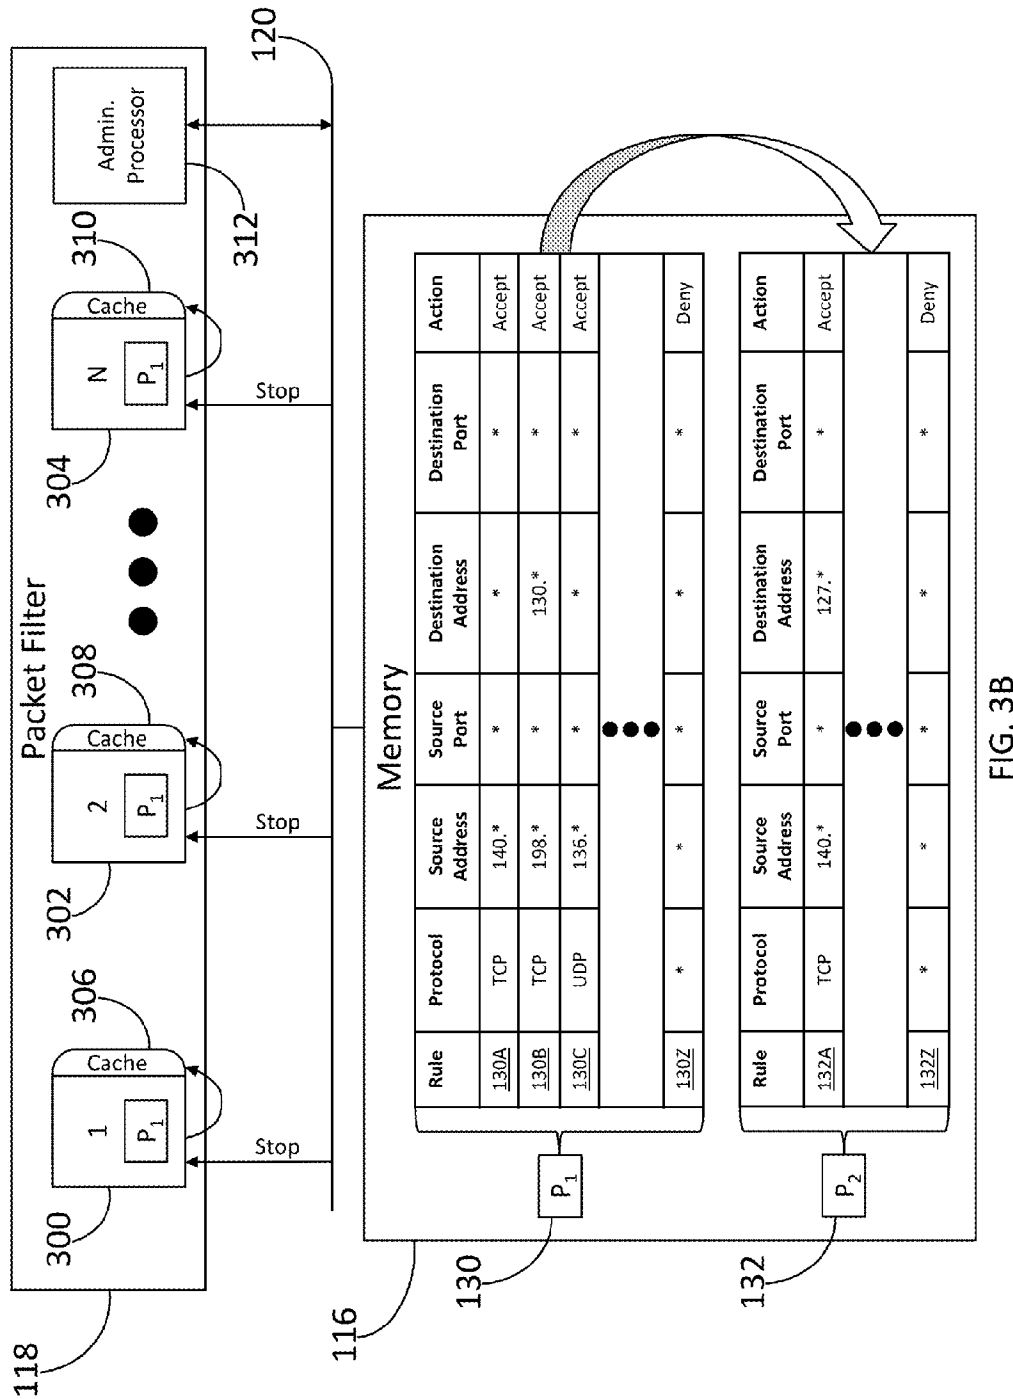 118
Packet Filter
300
1
P1
Cache
306
302
2
P1
Cache
308
304
N
P1
Cache
310
Admin.
Processor
312
Stop
Stop
Stop
120
116
Memory
130
P1
Rule Protocol Source Address Source Port Destination Address Destination Port Action
130A TCP 140.* * * * Accept
130B TCP 198.* * 130.* * Accept
130C UDP 136.* * * * Accept
130Z * * * * * Deny
132
P2
Rule Protocol Source Address Source Port Destination Address Destination Port Action
132A TCP 140.* * 127.* * Accept
132Z * * * * * Deny
FIG. 3B